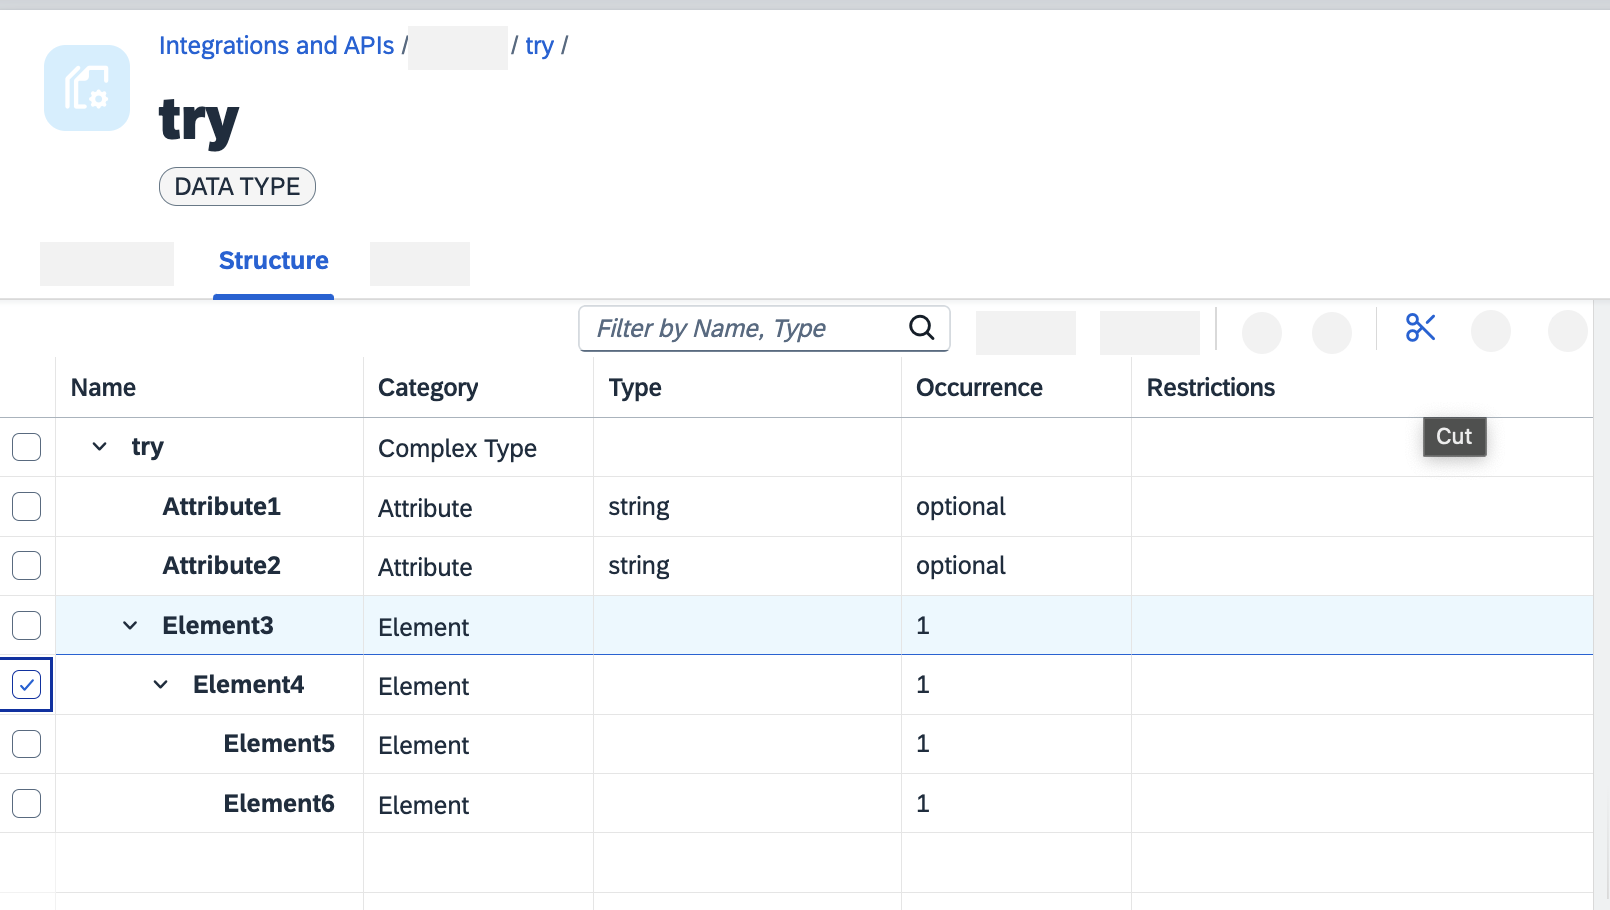 Integrations and APIs / / try /
try
DATA TYPE
Structure
Filter by Name, Type
Name Category Type Occurrence Restrictions
Cut
try Complex Type
Attribute1 Attribute string optional
Attribute2 Attribute string optional
Element3 Element 1
Element4 Element 1
Element5 Element 1
Element6 Element 1